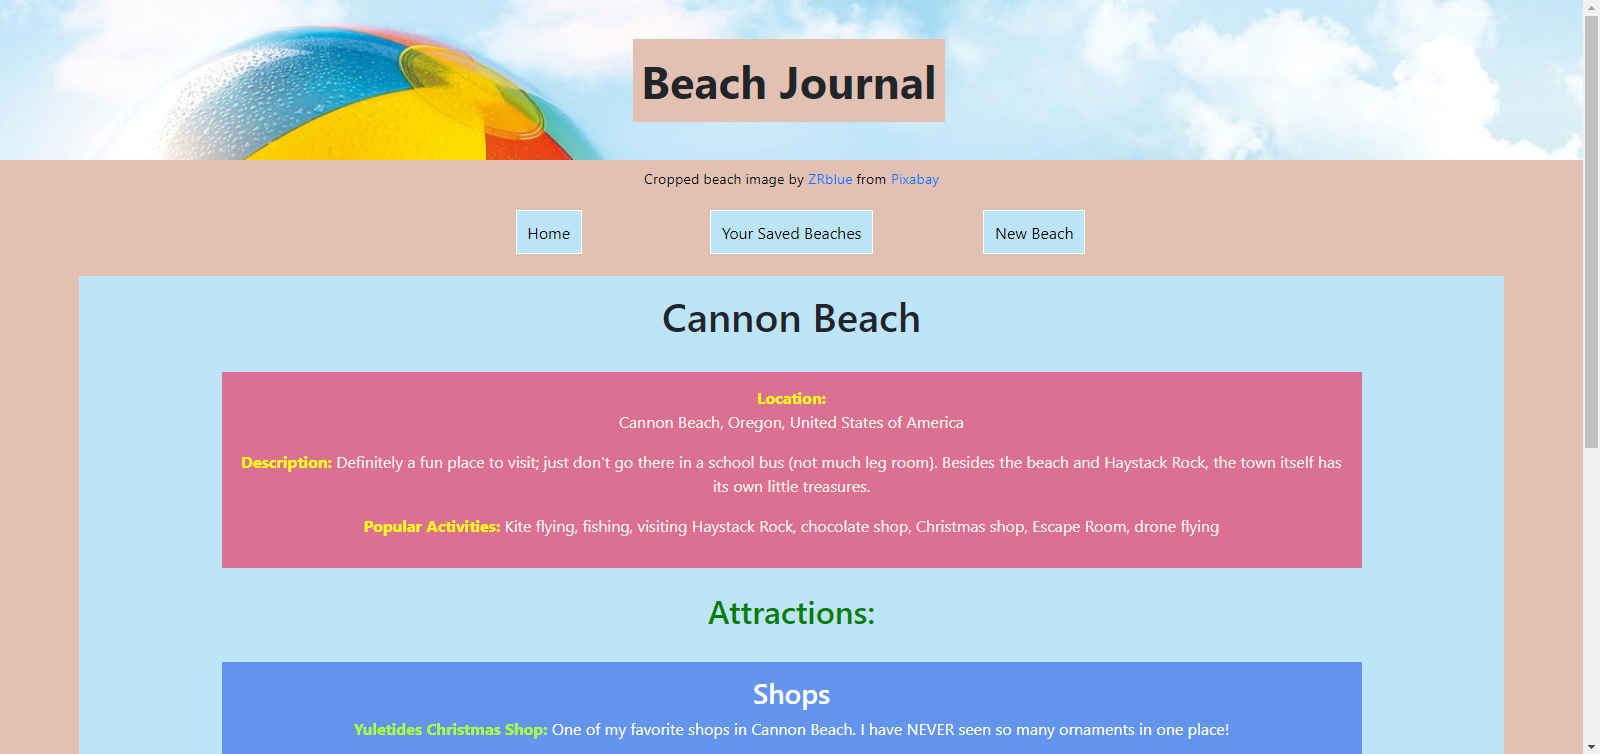 Beach Journal
Cropped beach image by ZRblue from Pixabay
Home
Your Saved Beaches
New Beach
Cannon Beach
Location:
Cannon Beach, Oregon, United States of America
Description: Definitely a fun place to visit; just don't go there in a school bus (not much leg room). Besides the beach and Haystack Rock, the town itself has
its own little treasures.
Popular Activities: Kite flying, fishing, visiting Haystack Rock, chocolate shop, Christmas shop, Escape Room, drone flying
Attractions:
Shops
Yuletides Christmas Shop: One of my favorite shops in Cannon Beach. I have NEVER seen so many ornaments in one place!